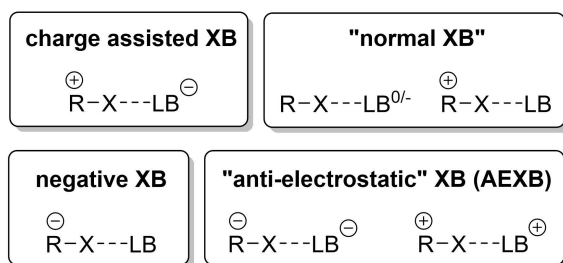 charge assisted XB
⊕ ⊖
R–X---LB
"normal XB"
⊕
R–X---LB0/- R–X---LB
negative XB
⊖
R–X---LB
"anti-electrostatic" XB (AEXB)
⊖ ⊖ ⊕ ⊕
R–X---LB R–X---LB